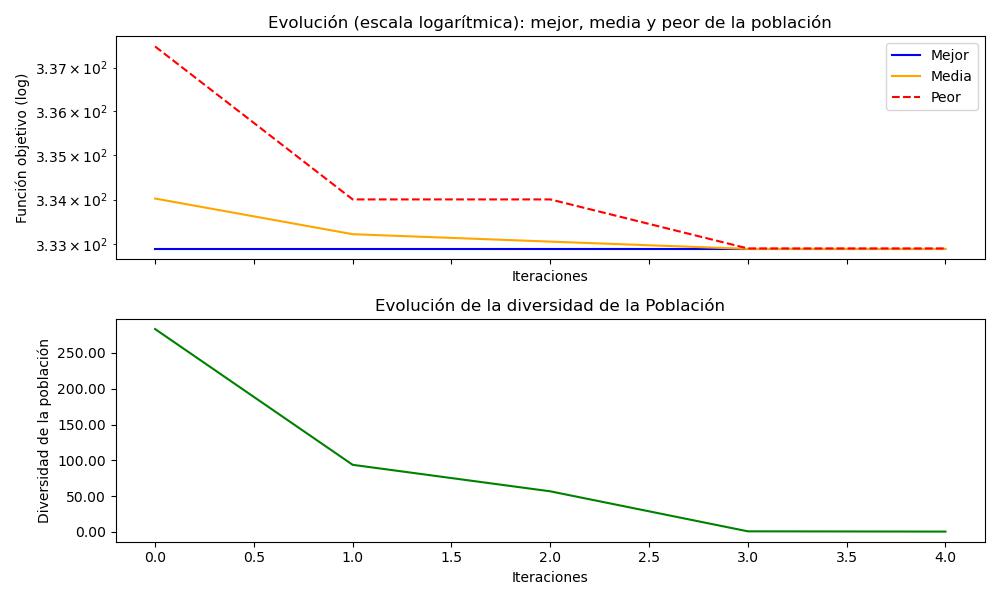 Evolución (escala logarítmica): mejor, media y peor de la población
Función objetivo (log)
3.37 × 10²
3.36 × 10²
3.35 × 10²
3.34 × 10²
3.33 × 10²
Mejor
Media
Peor
Iteraciones
Evolución de la diversidad de la Población
Diversidad de la población
250.00
200.00
150.00
100.00
50.00
0.00
0.0 0.5 1.0 1.5 2.0 2.5 3.0 3.5 4.0
Iteraciones